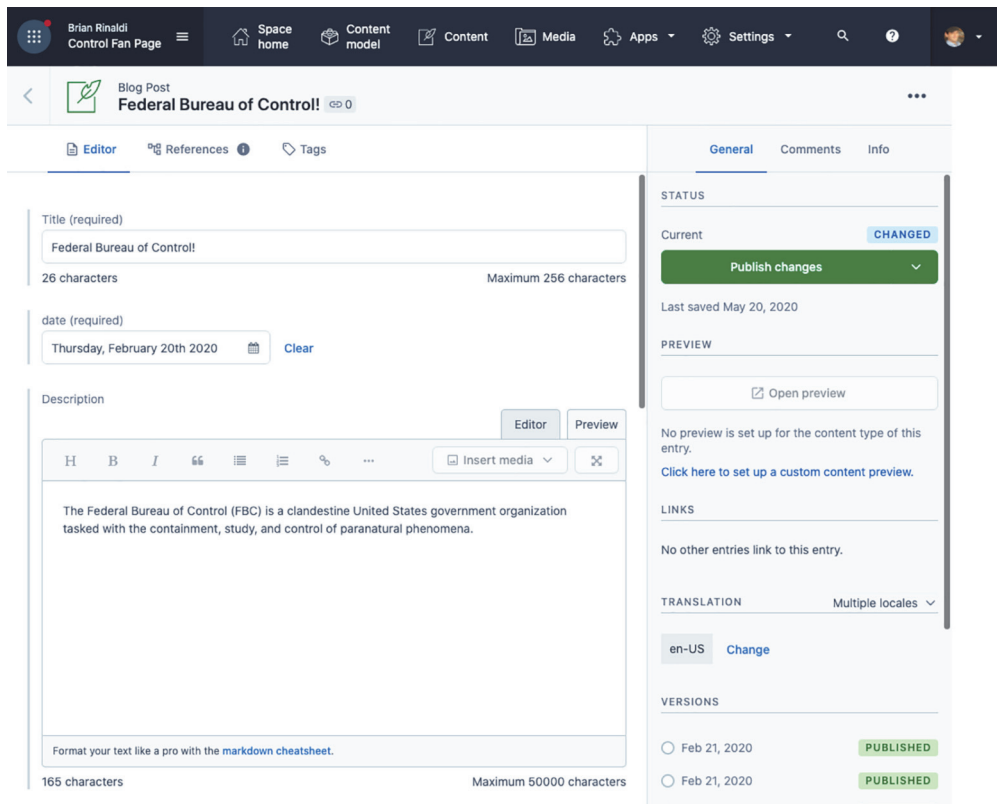 Brian Rinaldi
Control Fan Page
Space
home
Content
model
Content
Media
Apps
Settings
?
Blog Post
Federal Bureau of Control!
0
Editor
References
i
Tags
General
Comments
Info
Title (required)
Federal Bureau of Control!
26 characters
Maximum 256 characters
date (required)
Thursday, February 20th 2020
Clear
Description
Editor
Preview
H
B
I
Insert media
The Federal Bureau of Control (FBC) is a clandestine United States government organization
tasked with the containment, study, and control of paranatural phenomena.
Format your text like a pro with the markdown cheatsheet.
165 characters
Maximum 50000 characters
STATUS
Current
CHANGED
Publish changes
Last saved May 20, 2020
PREVIEW
Open preview
No preview is set up for the content type of this
entry.
Click here to set up a custom content preview.
LINKS
No other entries link to this entry.
TRANSLATION
Multiple locales
en-US
Change
VERSIONS
Feb 21, 2020
PUBLISHED
Feb 21, 2020
PUBLISHED